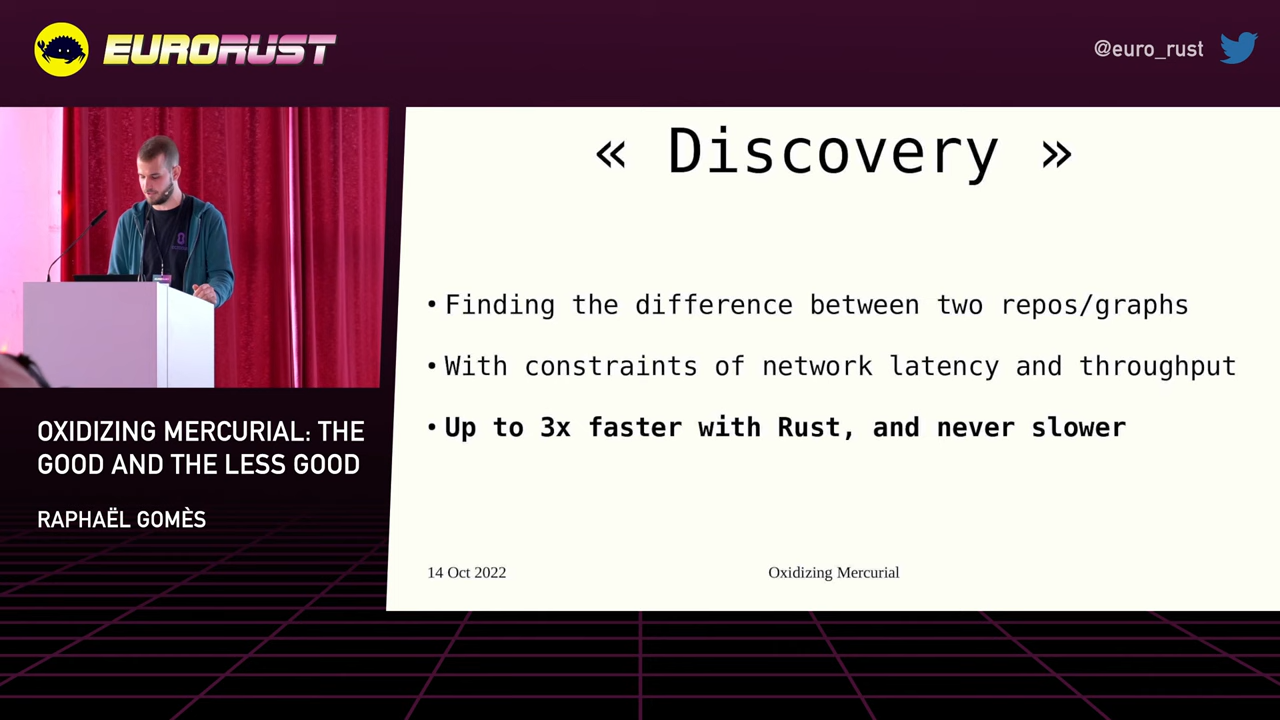 EURORUST
@euro_rust
« Discovery »
• Finding the difference between two repos/graphs
• With constraints of network latency and throughput
• Up to 3x faster with Rust, and never slower
14 Oct 2022
Oxidizing Mercurial
OXIDIZING MERCURIAL: THE
GOOD AND THE LESS GOOD
RAPHAËL GOMÈS